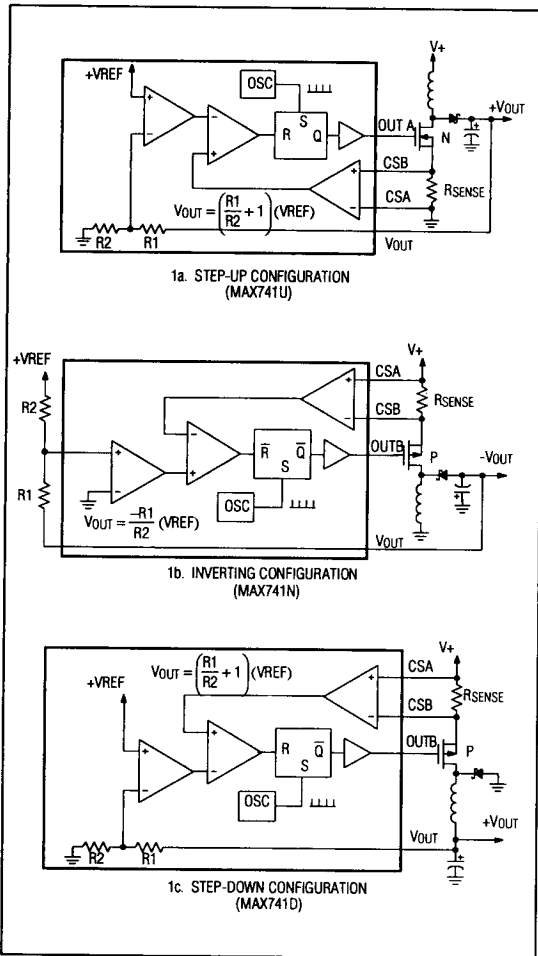 V+
+VREF
OSC
+VOUT
+
-
-
+
S
R Q
OUT A
N
+
CSB
+
-
CSA
RSENSE
VOUT = (R1/R2 + 1) (VREF)
R2 R1
VOUT
1a. STEP-UP CONFIGURATION
(MAX741U)
V+
+VREF
CSA
+
-
CSB
RSENSE
R2
-
+
R̅ Q̅
S
OUTB
P
-VOUT
+
-
+
R1
OSC
VOUT = -R1/R2 (VREF)
VOUT
1b. INVERTING CONFIGURATION
(MAX741N)
V+
VOUT = (R1/R2 + 1) (VREF)
CSA
+VREF
+
-
CSB
RSENSE
+
-
R Q̅
S
OUTB
P
+
-
OSC
VOUT
+VOUT
R2 R1
+
1c. STEP-DOWN CONFIGURATION
(MAX741D)